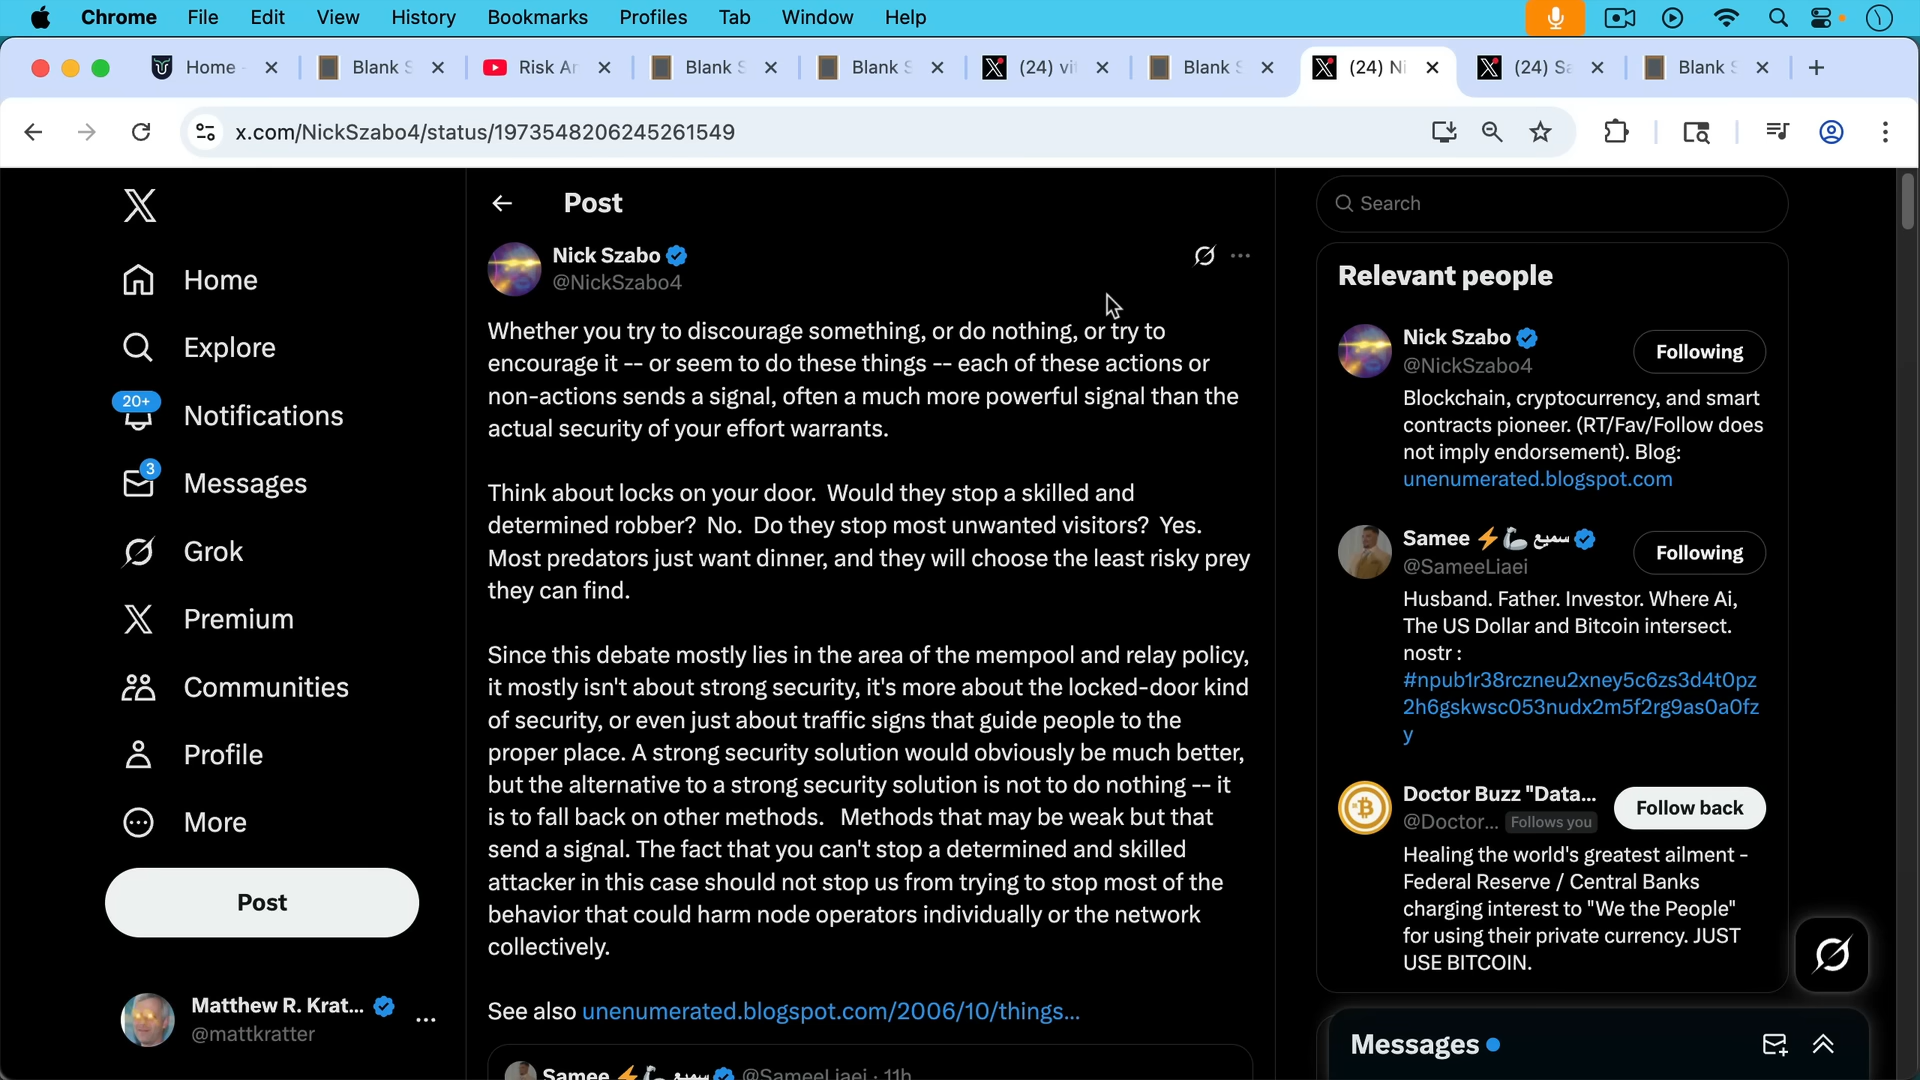 Chrome File Edit View History Bookmarks Profiles Tab Window Help
Home Blank S Risk An Blank S Blank S (24) vi Blank S (24) Ni (24) Sa Blank S
x.com/NickSzabo4/status/1973548206245261549
Home
Explore
20+
Notifications
3
Messages
Grok
Premium
Communities
Profile
More
Post
Matthew R. Krat...
@mattkratter
Post
Nick Szabo
@NickSzabo4
Whether you try to discourage something, or do nothing, or try to
encourage it -- or seem to do these things -- each of these actions or
non-actions sends a signal, often a much more powerful signal than the
actual security of your effort warrants.
Think about locks on your door.  Would they stop a skilled and
determined robber?  No.  Do they stop most unwanted visitors?  Yes.
Most predators just want dinner, and they will choose the least risky prey
they can find.
Since this debate mostly lies in the area of the mempool and relay policy,
it mostly isn't about strong security, it's more about the locked-door kind
of security, or even just about traffic signs that guide people to the
proper place. A strong security solution would obviously be much better,
but the alternative to a strong security solution is not to do nothing -- it
is to fall back on other methods.   Methods that may be weak but that
send a signal. The fact that you can't stop a determined and skilled
attacker in this case should not stop us from trying to stop most of the
behavior that could harm node operators individually or the network
collectively.
See also unenumerated.blogspot.com/2006/10/things...
Samee ⚡🦾 سميع @SameeLiaei · 11h
Search
Relevant people
Nick Szabo
@NickSzabo4
Following
Blockchain, cryptocurrency, and smart
contracts pioneer. (RT/Fav/Follow does
not imply endorsement). Blog:
unenumerated.blogspot.com
Samee ⚡🦾 سميع
@SameeLiaei
Following
Husband. Father. Investor. Where Ai,
The US Dollar and Bitcoin intersect.
nostr :
#npub1r38rczneu2xney5c6zs3d4t0pz
2h6gskwsc053nudx2m5f2rg9as0a0fz
y
Doctor Buzz "Data...
@Doctor... Follows you
Follow back
Healing the world's greatest ailment -
Federal Reserve / Central Banks
charging interest to "We the People"
for using their private currency. JUST
USE BITCOIN.
Messages